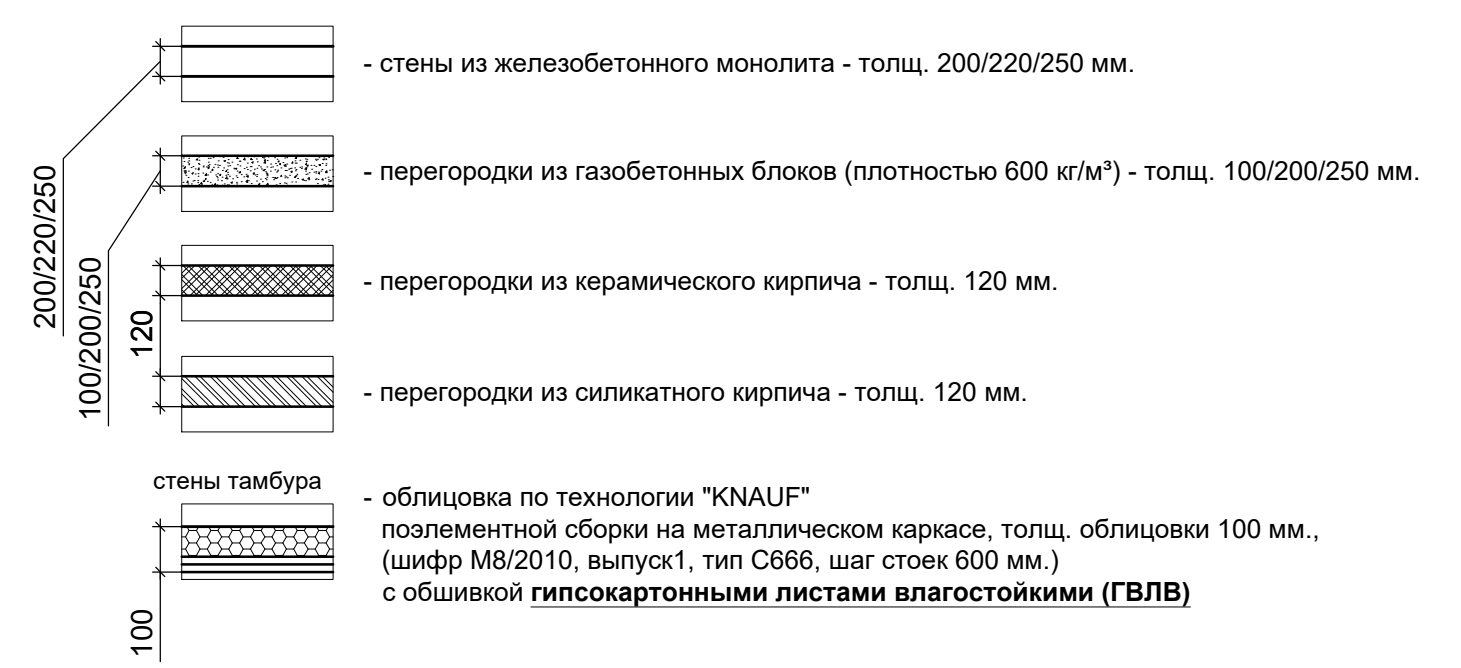 - стены из железобетонного монолита - толщ. 200/220/250 мм.
200/220/250
- перегородки из газобетонных блоков (плотностью 600 кг/м³) - толщ. 100/200/250 мм.
100/200/250
- перегородки из керамического кирпича - толщ. 120 мм.
120
- перегородки из силикатного кирпича - толщ. 120 мм.
стены тамбура
- облицовка по технологии "KNAUF"
поэлементной сборки на металлическом каркасе, толщ. облицовки 100 мм.,
(шифр М8/2010, выпуск1, тип С666, шаг стоек 600 мм.)
с обшивкой гипсокартонными листами влагостойкими (ГВЛВ)
100